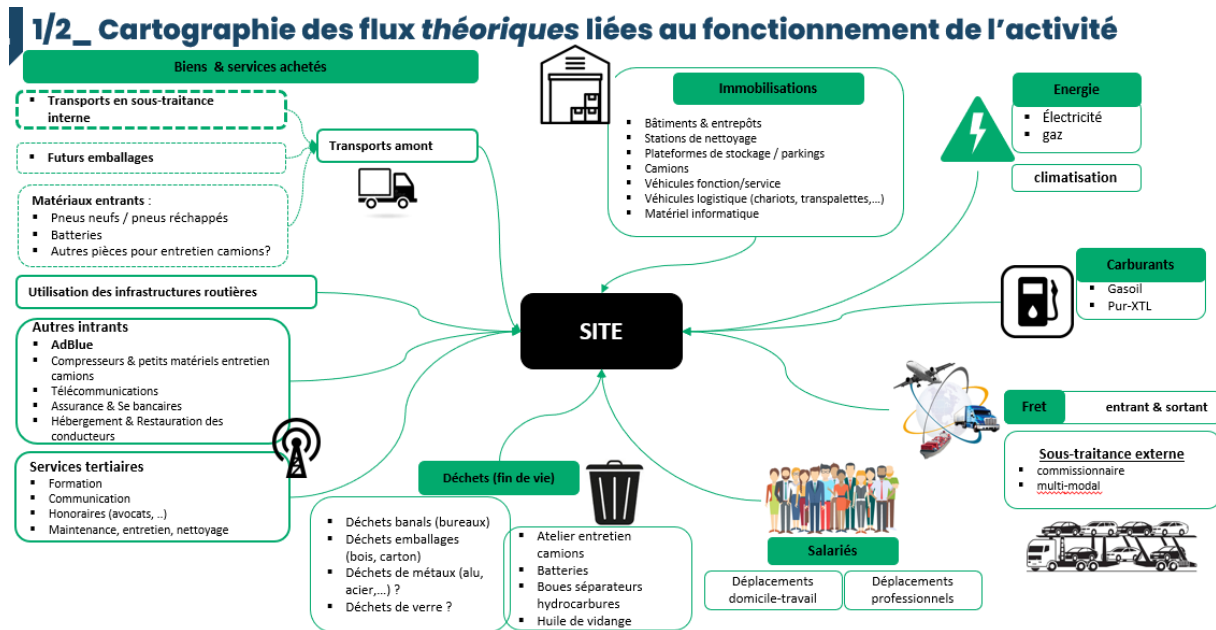 1/2_ Cartographie des flux théoriques liées au fonctionnement de l'activité
Biens & services achetés
Transports en sous-traitance
interne
Futurs emballages
Matériaux entrants :
Pneus neufs / pneus réchappés
Batteries
Autres pièces pour entretien camions?
Transports amont
Utilisation des infrastructures routières
Autres intrants
AdBlue
Compresseurs & petits matériels entretien
camions
Télécommunications
Assurance & Se bancaires
Hébergement & Restauration des
conducteurs
Services tertiaires
Formation
Communication
Honoraires (avocats, ..)
Maintenance, entretien, nettoyage
Immobilisations
Bâtiments & entrepôts
Stations de nettoyage
Plateformes de stockage / parkings
Camions
Véhicules fonction/service
Véhicules logistique (chariots, transpalettes,...)
Matériel informatique
SITE
Energie
Électricité
gaz
climatisation
Carburants
Gasoil
Pur-XTL
Fret
entrant & sortant
Sous-traitance externe
commissionnaire
multi-modal
Déchets (fin de vie)
Déchets banals (bureaux)
Déchets emballages
(bois, carton)
Déchets de métaux (alu,
acier,...) ?
Déchets de verre ?
Atelier entretien
camions
Batteries
Boues séparateurs
hydrocarbures
Huile de vidange
Salariés
Déplacements
domicile-travail
Déplacements
professionnels